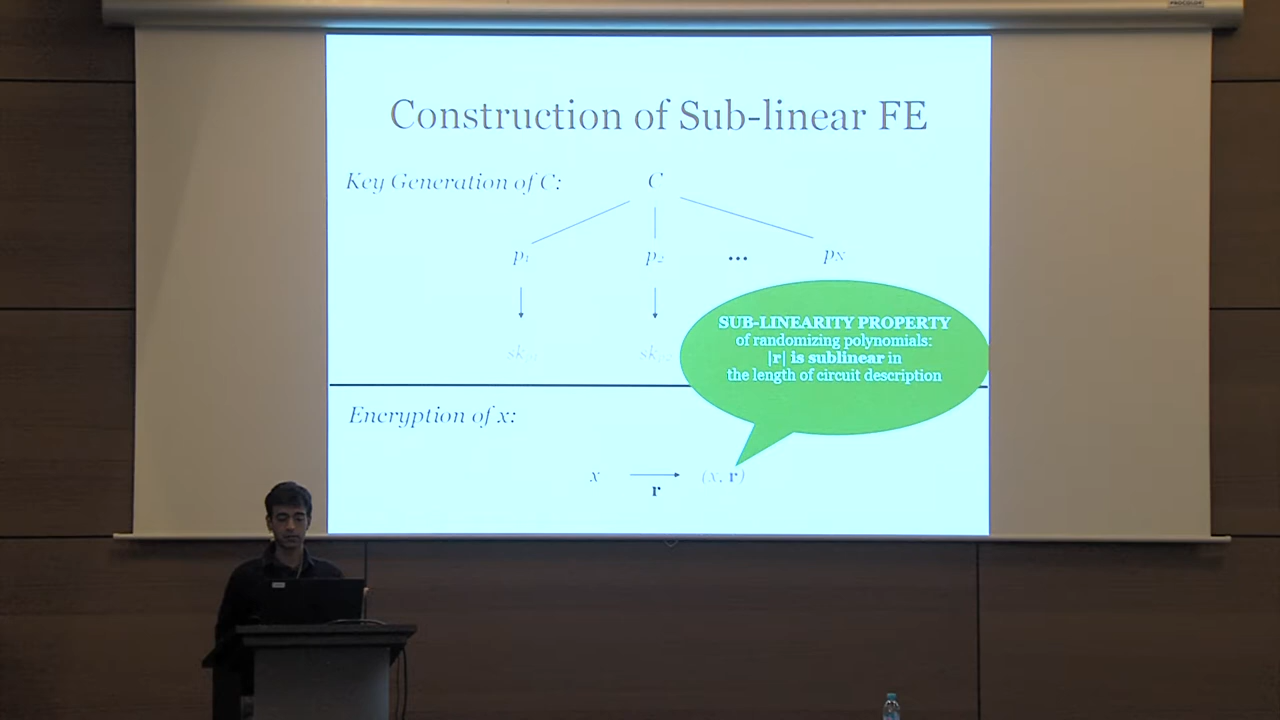 Construction of Sub-linear FE
Key Generation of C:
C
p₁
p₂
...
p_N
SUB-LINEARITY PROPERTY
of randomizing polynomials:
|r| is sublinear in
the length of circuit description
Encryption of x:
x
r
(x, r)